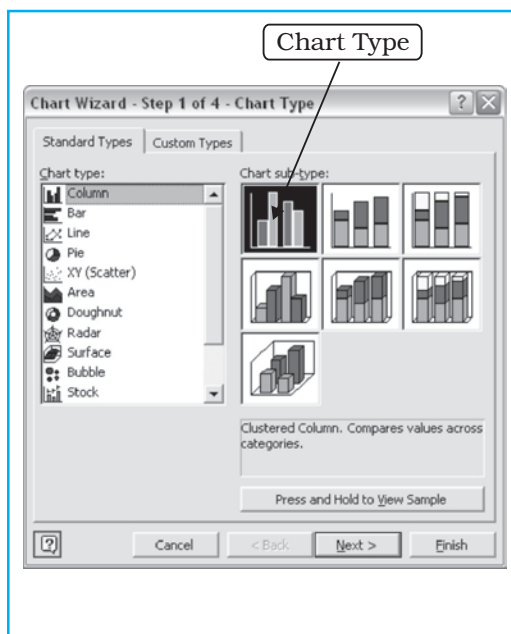 Chart Type
Chart Wizard - Step 1 of 4 - Chart Type
Standard Types
Custom Types
Chart type:
Chart sub-type:
Column
Bar
Line
Pie
XY (Scatter)
Area
Doughnut
Radar
Surface
Bubble
Stock
Clustered Column. Compares values across
categories.
Press and Hold to View Sample
Cancel
< Back
Next >
Finish